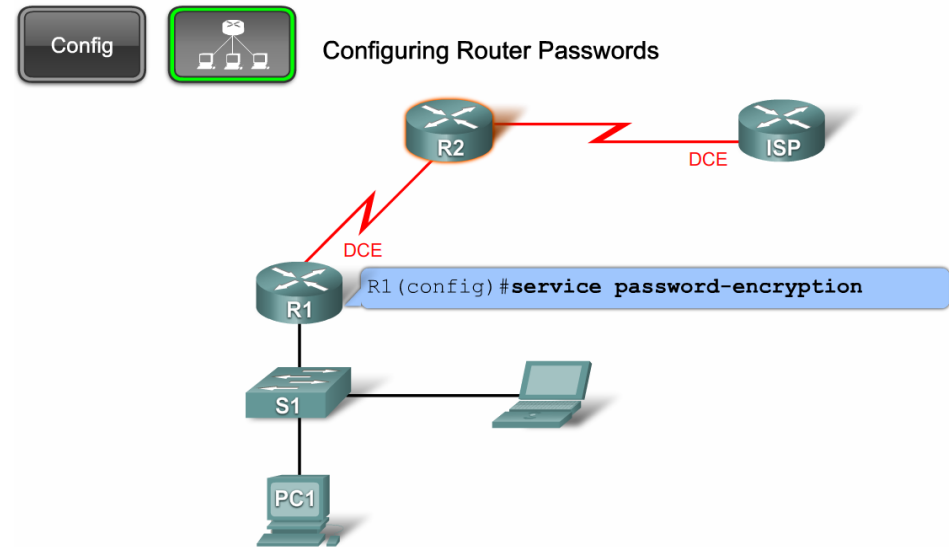 Config
Configuring Router Passwords
R2
ISP
DCE
DCE
R1
R1(config)#service password-encryption
S1
PC1